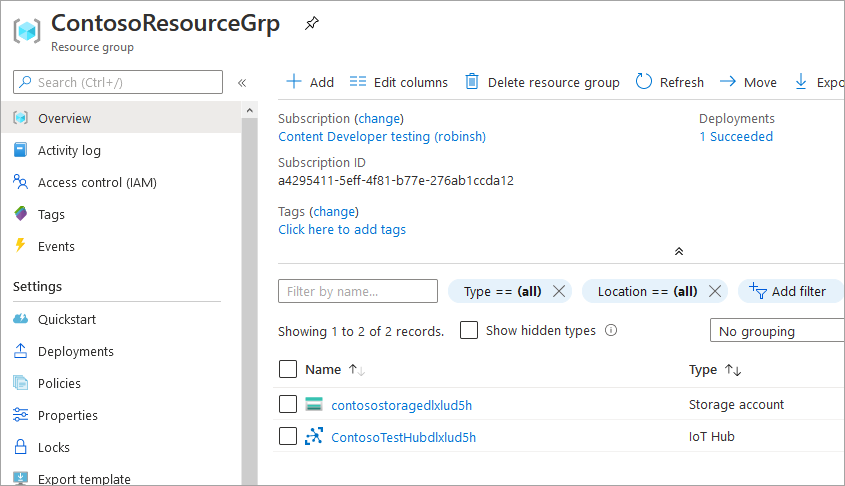 ContosoResourceGrp
Resource group
Search (Ctrl+/)
«
Overview
Activity log
Access control (IAM)
Tags
Events
Settings
Quickstart
Deployments
Policies
Properties
Locks
Export template
Add Edit columns Delete resource group Refresh Move Expo
Subscription (change) Deployments
Content Developer testing (robinsh) 1 Succeeded
Subscription ID
a4295411-5eff-4f81-b77e-276ab1ccda12
Tags (change)
Click here to add tags
Filter by name... Type == (all) Location == (all) Add filter
Showing 1 to 2 of 2 records. Show hidden types No grouping
Name Type
contosostoragedlxlud5h Storage account
ContosoTestHubdlxlud5h IoT Hub